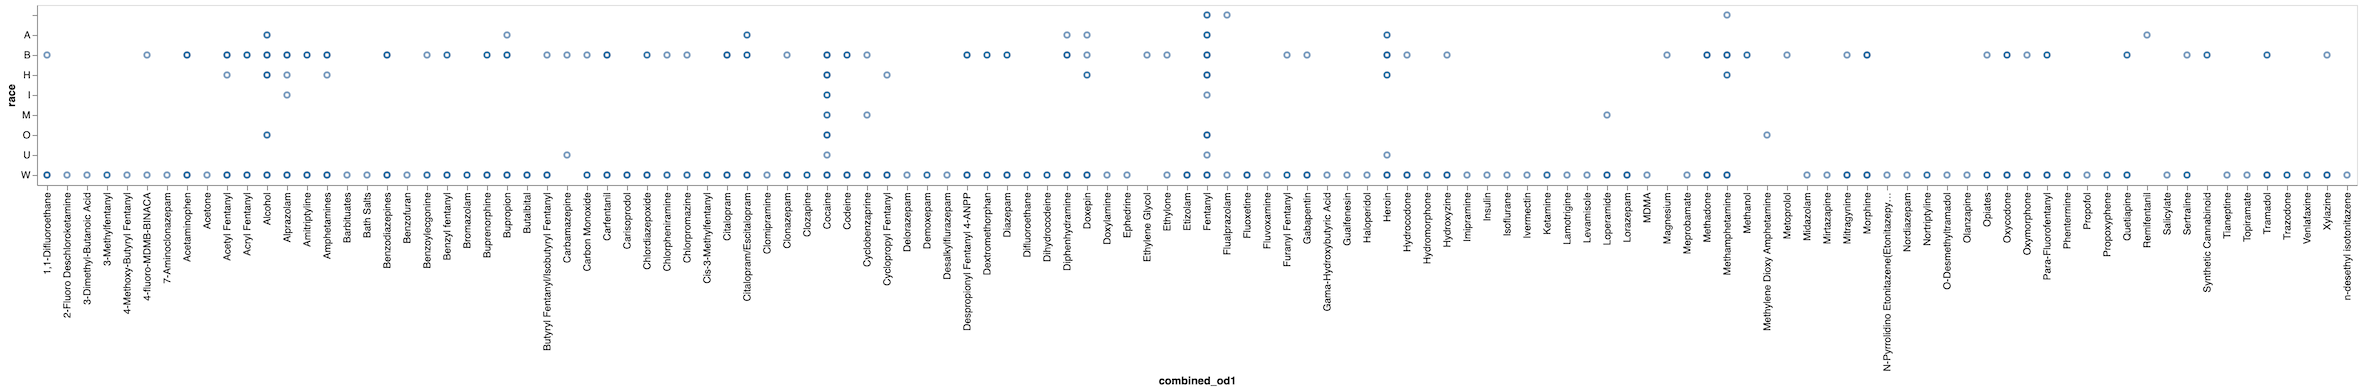 race
A
B
H
I
M
O
U
W
1,1-Difluoroethane
2-Fluoro Deschloroketamine
3-Dimethyl-Butanoic Acid
3-Methylfentanyl
4-Methoxy-Butyryl Fentanyl
4-fluoro-MDMB-BINACA
7-Aminoclonazepam
Acetaminophen
Acetone
Acetyl Fentanyl
Acryl Fentanyl
Alcohol
Alprazolam
Amitriptyline
Amphetamines
Barbituates
Bath Salts
Benzodiazepines
Benzofuran
Benzoylecgonine
Benzyl fentanyl
Bromazolam
Buprenorphine
Bupropion
Butalbital
Butyryl Fentanyl/Isobutyryl Fentanyl
Carbamazepine
Carbon Monoxide
Carfentanil
Carisoprodol
Chlordiazepoxide
Chlorpheniramine
Chlorpromazine
Cis-3-Methylfentanyl
Citalopram
Citalopram/Escitalopram
Clomipramine
Clonazepam
Clozapine
Cocaine
Codeine
Cyclobenzaprine
Cyclopropyl Fentanyl
Delorazepam
Demoxepam
Desalkylflurazepam
Despropionyl Fentanyl 4-ANPP
Dextromethorphan
Diazepam
Difluoroethane
Dihydrocodeine
Diphenhydramine
Doxepin
Doxylamine
Ephedrine
Ethylene Glycol
Ethylone
Etizolam
Fentanyl
Flualprazolam
Fluoxetine
Fluvoxamine
Furanyl Fentanyl
Gabapentin
Gama-Hydroxybutyric Acid
Guaifenesin
Haloperidol
Heroin
Hydrocodone
Hydromorphone
Hydroxyzine
Imipramine
Insulin
Isoflurane
Ivermectin
Ketamine
Lamotrigine
Levamisole
Loperamide
Lorazepam
MDMA
Magnesium
Meprobamate
Methadone
Methamphetamine
Methanol
Methylene Dioxy Amphetamine
Metoprolol
Midazolam
Mirtazapine
Mitragynine
Morphine
N-Pyrrolidino Etonitazene(Etonitazepy...
Nordiazepam
Nortriptyline
O-Desmethyltramadol
Olanzapine
Opiates
Oxycodone
Oxymorphone
Para-Fluorofentanyl
Phentermine
Propofol
Propoxyphene
Quetiapine
Remifentanil
Salicylate
Sertraline
Synthetic Cannabinoid
Tianeptine
Topiramate
Tramadol
Trazodone
Venlafaxine
Xylazine
n-desethyl isotonitazene
combined_od1